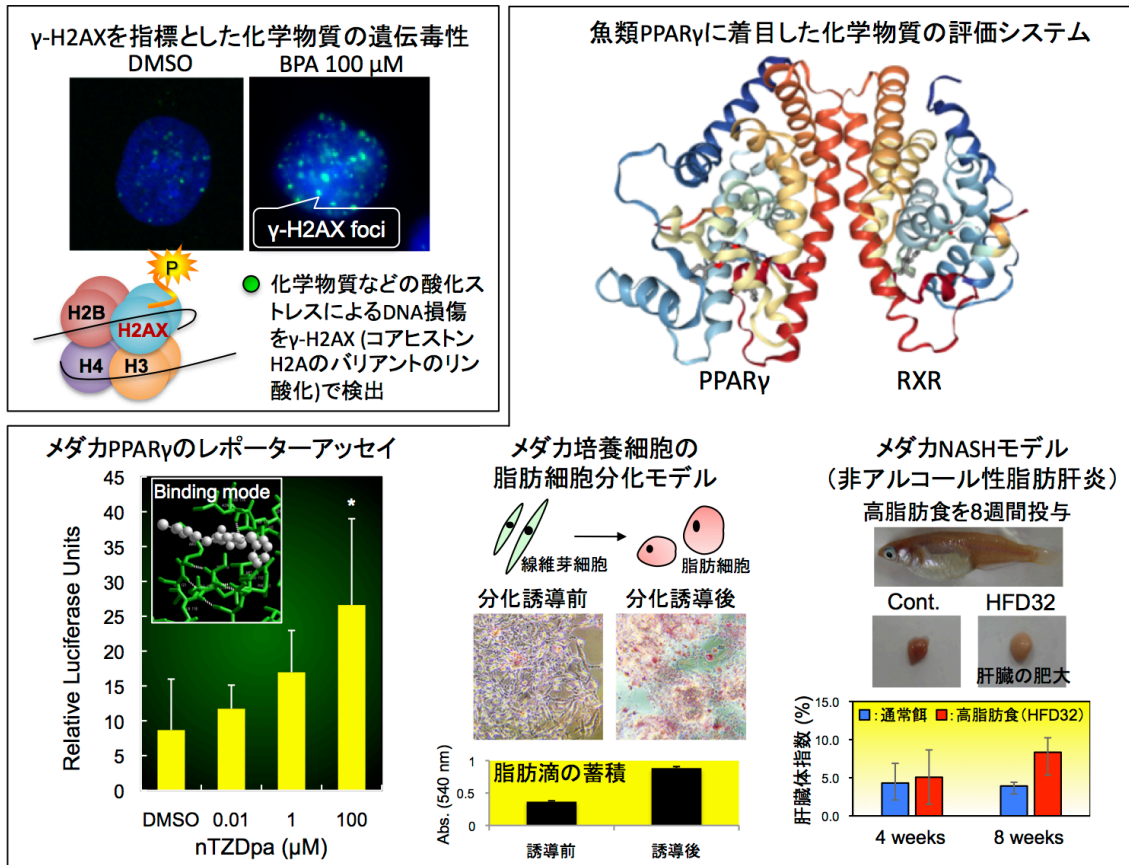 γ-H2AXを指標とした化学物質の遺伝毒性
DMSO
BPA 100 μM
γ-H2AX foci
P
H2B
H2AX
H4
H3
化学物質などの酸化ス
トレスによるDNA損傷
をγ-H2AX (コアヒストン
H2Aのバリアントのリン
酸化)で検出
魚類PPARγに着目した化学物質の評価システム
PPARγ
RXR
メダカPPARγのレポーターアッセイ
Relative Luciferase Units
45
40
35
30
25
20
15
10
5
0
Binding mode
*
DMSO
0.01
1
100
nTZDpa (μM)
メダカ培養細胞の
脂肪細胞分化モデル
線維芽細胞
脂肪細胞
分化誘導前
分化誘導後
脂肪滴の蓄積
Abs. (540 nm)
1
0.5
0
誘導前
誘導後
メダカNASHモデル
(非アルコール性脂肪肝炎)
高脂肪食を8週間投与
Cont.
HFD32
肝臓の肥大
肝臓体指数 (%)
15.0
10.0
5.0
0.0
:通常餌
:高脂肪食(HFD32)
4 weeks
8 weeks